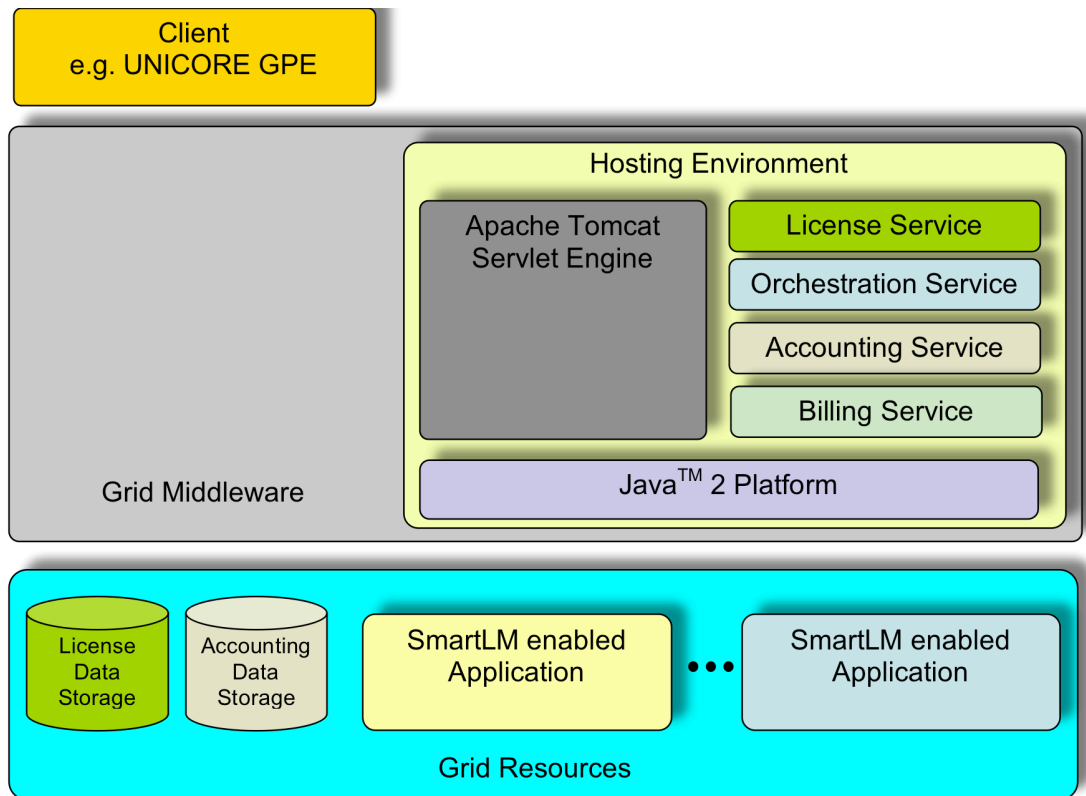 Client
e.g. UNICORE GPE
Hosting Environment
Apache Tomcat
Servlet Engine
License Service
Orchestration Service
Accounting Service
Billing Service
Java™ 2 Platform
Grid Middleware
License
Data
Storage
Accounting
Data
Storage
SmartLM enabled
Application
SmartLM enabled
Application
Grid Resources